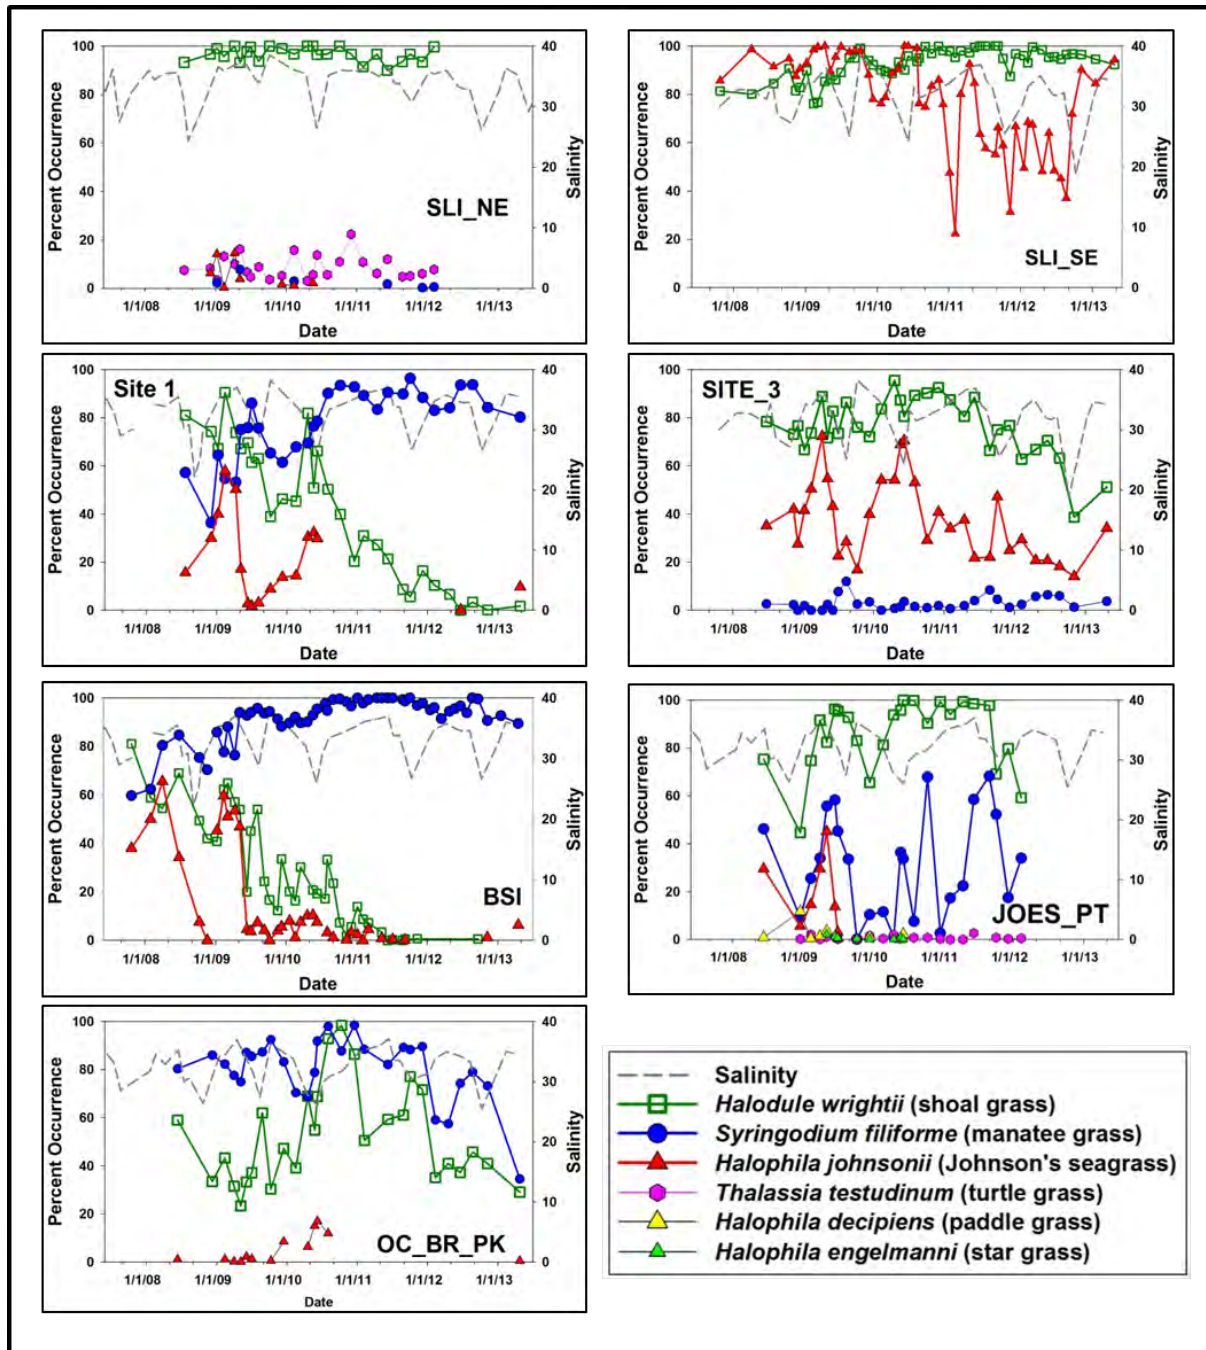 100
80
60
40
20
0
Percent Occurrence
40
30
20
10
0
Salinity
SLI_NE
1/1/08 1/1/09 1/1/10 1/1/11 1/1/12 1/1/13
Date
100
80
60
40
20
0
Percent Occurrence
40
30
20
10
0
Salinity
SLI_SE
1/1/08 1/1/09 1/1/10 1/1/11 1/1/12 1/1/13
Date
Site 1
100
80
60
40
20
0
Percent Occurrence
40
30
20
10
0
Salinity
1/1/08 1/1/09 1/1/10 1/1/11 1/1/12 1/1/13
Date
SITE_3
100
80
60
40
20
0
Percent Occurrence
40
30
20
10
0
Salinity
1/1/08 1/1/09 1/1/10 1/1/11 1/1/12 1/1/13
Date
100
80
60
40
20
0
Percent Occurrence
40
30
20
10
0
Salinity
BSI
1/1/08 1/1/09 1/1/10 1/1/11 1/1/12 1/1/13
Date
100
80
60
40
20
0
Percent Occurrence
40
30
20
10
0
Salinity
JOES_PT
1/1/08 1/1/09 1/1/10 1/1/11 1/1/12 1/1/13
Date
100
80
60
40
20
0
Percent Occurrence
40
30
20
10
0
Salinity
OC_BR_PK
1/1/08 1/1/09 1/1/10 1/1/11 1/1/12 1/1/13
Date
Salinity
Halodule wrightii (shoal grass)
Syringodium filiforme (manatee grass)
Halophila johnsonii (Johnson's seagrass)
Thalassia testudinum (turtle grass)
Halophila decipiens (paddle grass)
Halophila engelmanni (star grass)